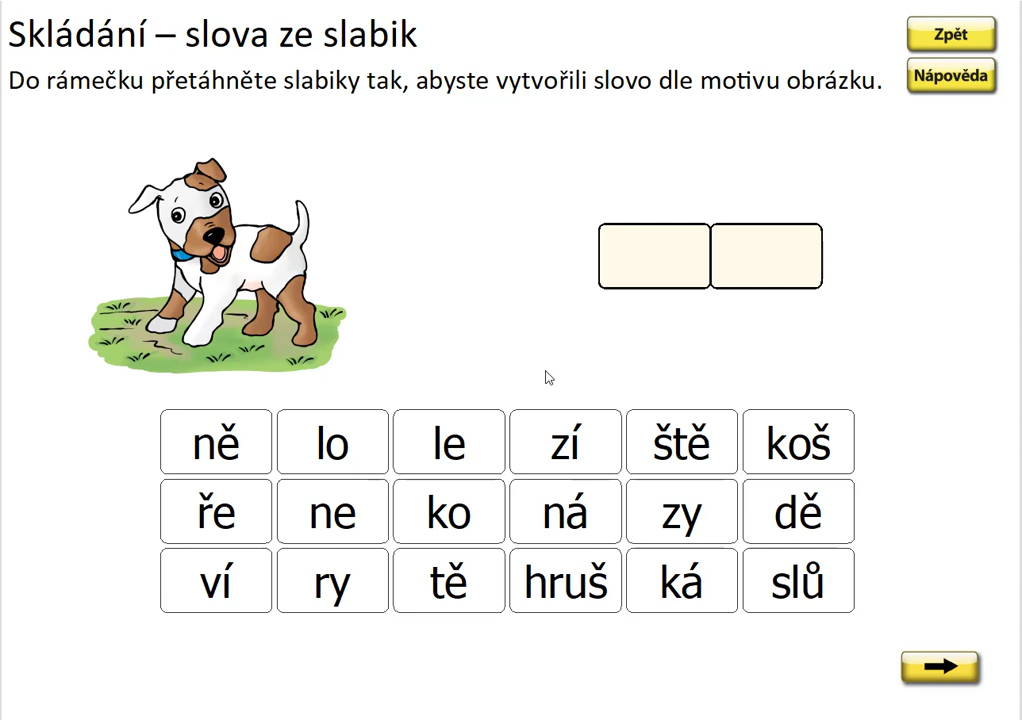 Skládání – slova ze slabik
Zpět
Do rámečku přetáhněte slabiky tak, abyste vytvořili slovo dle motivu obrázku.
Nápověda
ně lo le zí ště koš
ře ne ko ná zy dě
ví ry tě hruš ká slů